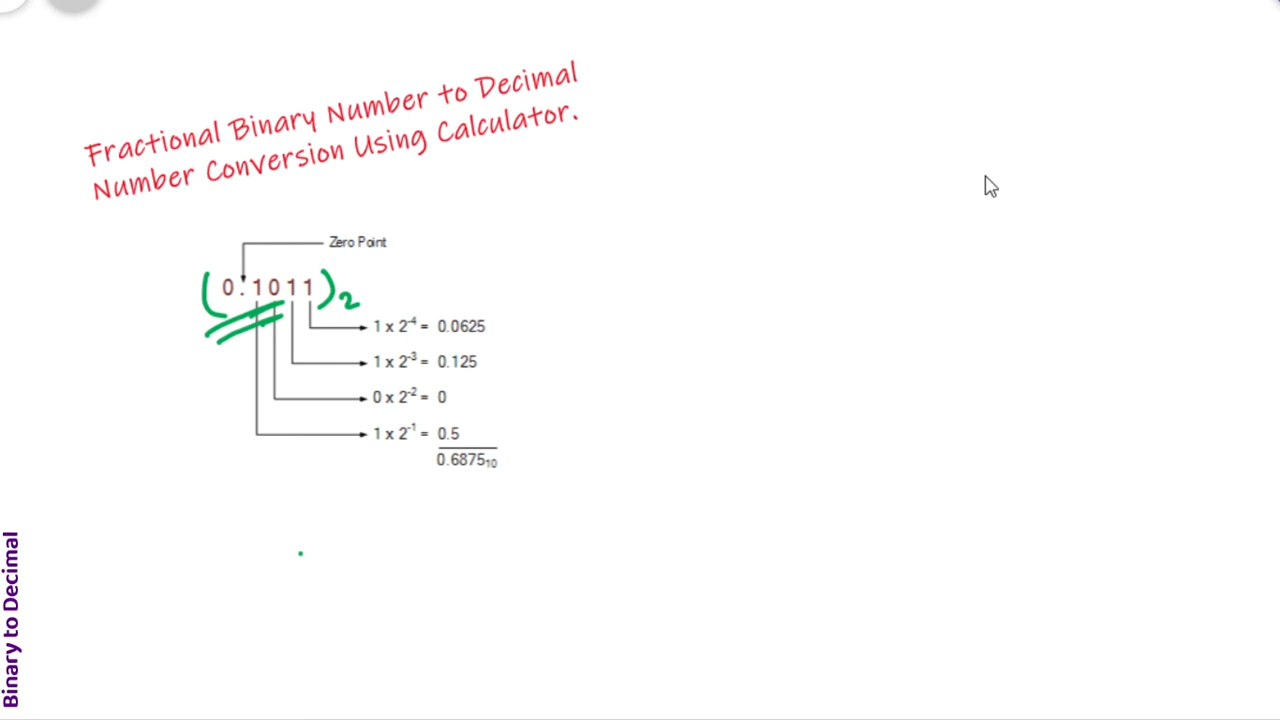 Fractional Binary Number to Decimal
Number Conversion Using Calculator.
Zero Point
(0.1011)₂
1 x 2⁻⁴ = 0.0625
1 x 2⁻³ = 0.125
0 x 2⁻² = 0
1 x 2⁻¹ = 0.5
0.6875₁₀
Binary to Decimal